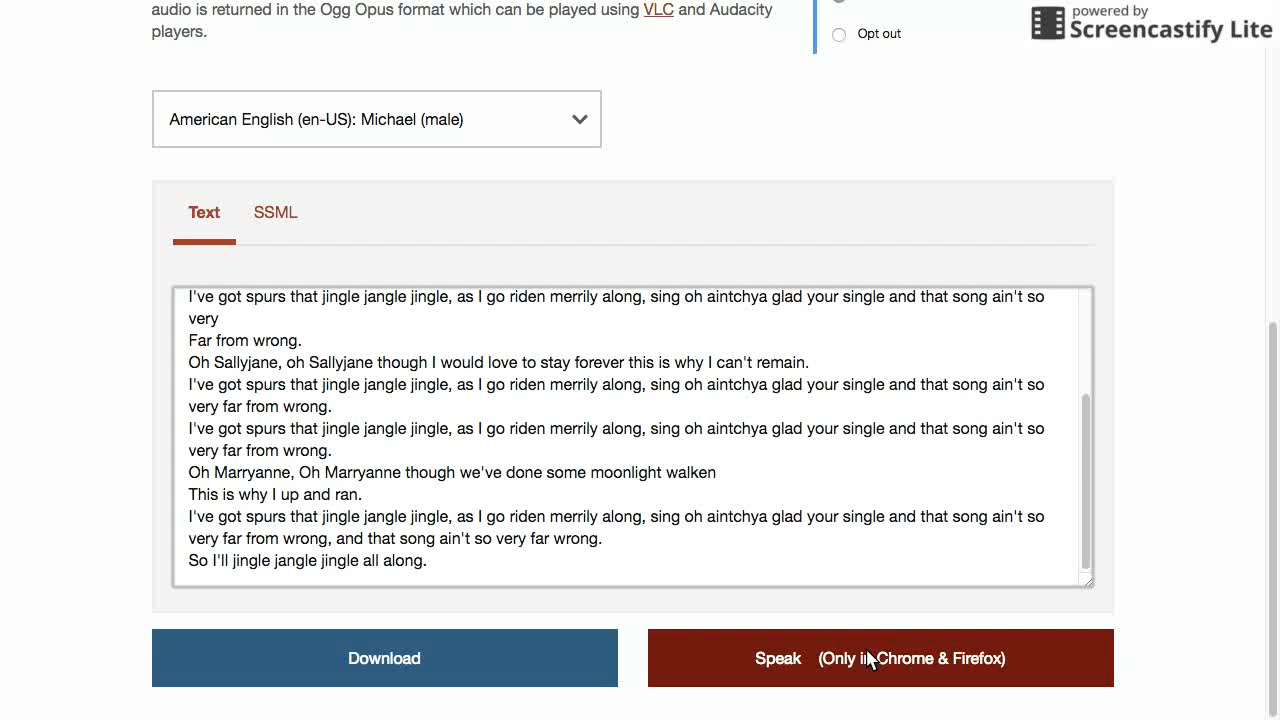 audio is returned in the Ogg Opus format which can be played using VLC and Audacity
players.
Opt out
powered by
Screencastify Lite
American English (en-US): Michael (male)
Text SSML
I've got spurs that jingle jangle jingle, as I go riden merrily along, sing oh aintchya glad your single and that song ain't so
very
Far from wrong.
Oh Sallyjane, oh Sallyjane though I would love to stay forever this is why I can't remain.
I've got spurs that jingle jangle jingle, as I go riden merrily along, sing oh aintchya glad your single and that song ain't so
very far from wrong.
I've got spurs that jingle jangle jingle, as I go riden merrily along, sing oh aintchya glad your single and that song ain't so
very far from wrong.
Oh Marryanne, Oh Marryanne though we've done some moonlight walken
This is why I up and ran.
I've got spurs that jingle jangle jingle, as I go riden merrily along, sing oh aintchya glad your single and that song ain't so
very far from wrong, and that song ain't so very far wrong.
So I'll jingle jangle jingle all along.
Download
Speak (Only in Chrome & Firefox)